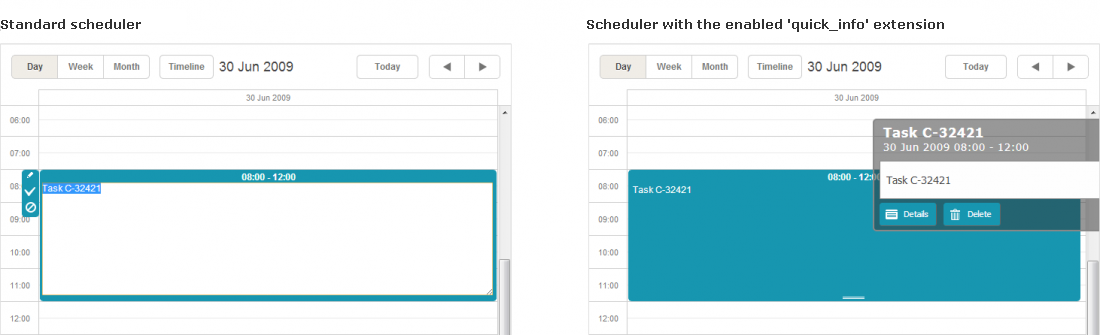 Standard scheduler
Day Week Month Timeline 30 Jun 2009 Today
30 Jun 2009
06:00
07:00
08:00 - 12:00
08:
Task C-32421
09:00
10:00
11:00
12:00
Scheduler with the enabled 'quick_info' extension
Day Week Month Timeline 30 Jun 2009 Today
30 Jun 2009
06:00
07:00
08:00 - 12:0
08:00
Task C-32421
09:00
10:00
11:00
12:00
Task C-32421
30 Jun 2009 08:00 - 12:00
Task C-32421
Details Delete